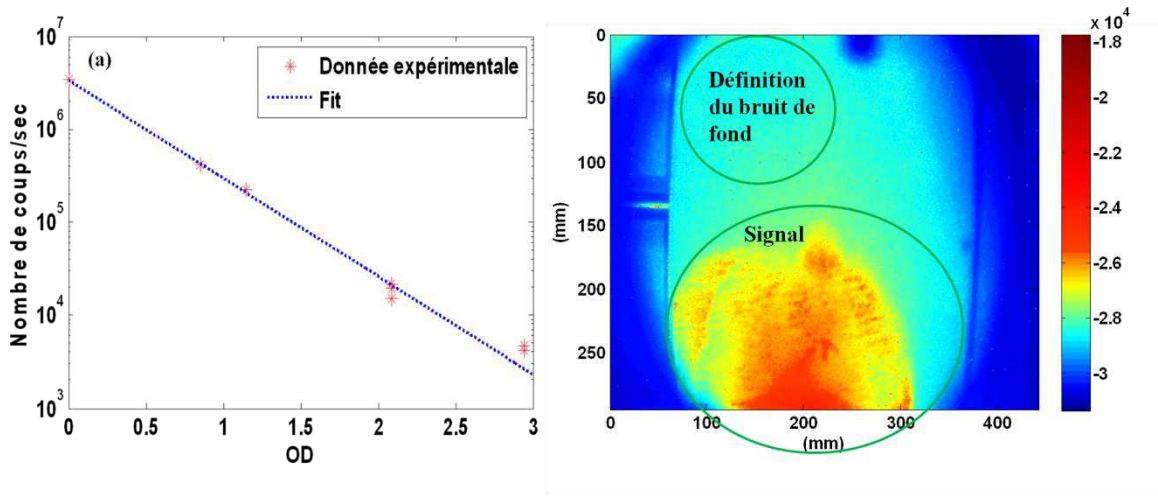 (a)
Donnée expérimentale
Fit
Nombre de coups/sec
10^7
10^6
10^5
10^4
10^3
0
0.5
1
1.5
2
2.5
3
OD
Définition
du bruit de
fond
Signal
(mm)
0
50
100
150
200
250
0
100
200
300
400
(mm)
x 10^4
-1.8
-2
-2.2
-2.4
-2.6
-2.8
-3